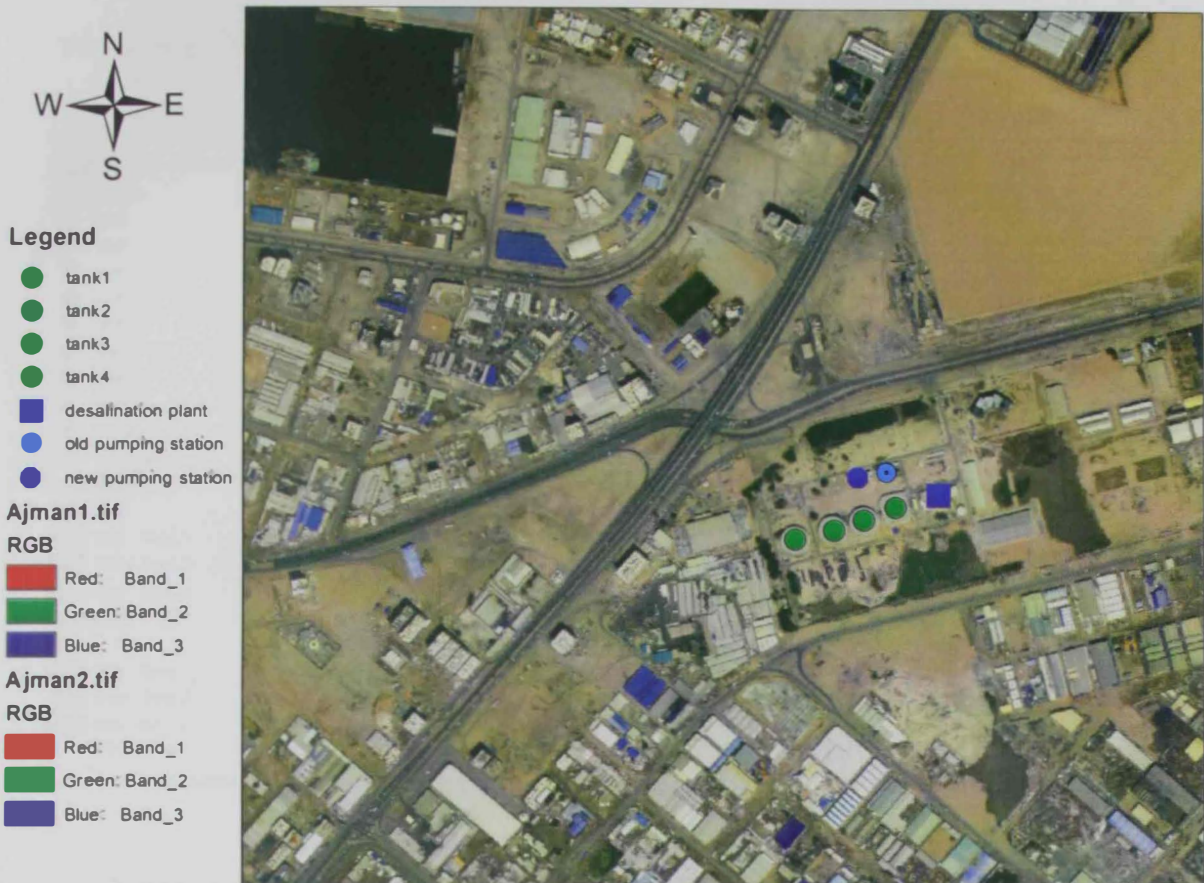 N
W E
S
Legend
tank1
tank2
tank3
tank4
desalination plant
old pumping station
new pumping station
Ajman1.tif
RGB
Red: Band_1
Green: Band_2
Blue: Band_3
Ajman2.tif
RGB
Red: Band_1
Green: Band_2
Blue: Band_3